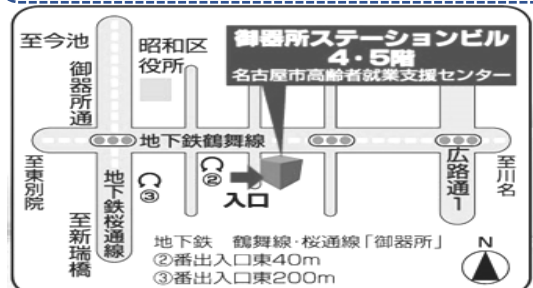 至今池
昭和区
役所
御器所ステーションビル
4・5階
名古屋市高齢者就業支援センター
御器所通
地下鉄鶴舞線
至東別院
地下鉄桜通線
③
②
入口
広路通1
至川名
至新瑞橋
地下鉄 鶴舞線・桜通線「御器所」
②番出入口東40m
③番出入口東200m
N